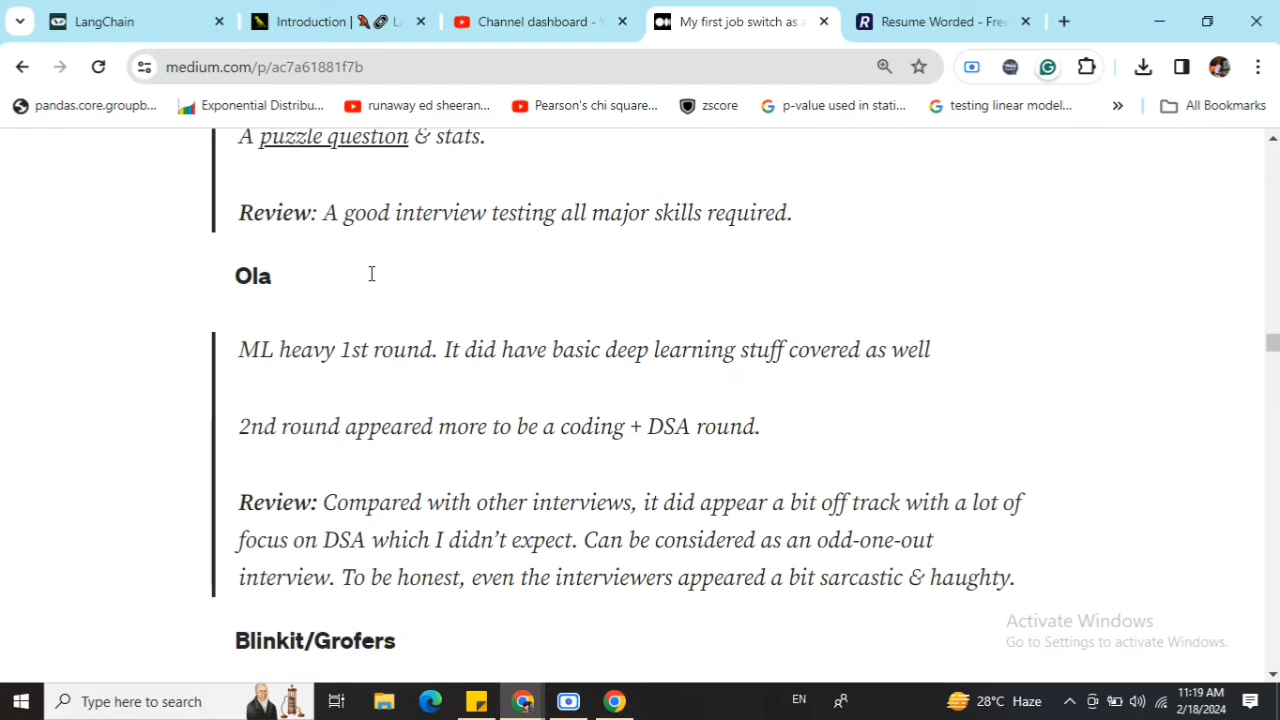 LangChain
Introduction |
Channel dashboard -
My first job switch as a
Resume Worded - Free
medium.com/p/ac7a61881f7b
pandas.core.groupb...
Exponential Distribu...
runaway ed sheeran...
Pearson's chi square...
zscore
p-value used in stati...
testing linear model...
»
All Bookmarks
A puzzle question & stats.
Review: A good interview testing all major skills required.
Ola
ML heavy 1st round. It did have basic deep learning stuff covered as well
2nd round appeared more to be a coding + DSA round.
Review: Compared with other interviews, it did appear a bit off track with a lot of
focus on DSA which I didn’t expect. Can be considered as an odd-one-out
interview. To be honest, even the interviewers appeared a bit sarcastic & haughty.
Activate Windows
Go to Settings to activate Windows.
Blinkit/Grofers
Type here to search
EN
28°C Haze
11:19 AM
2/18/2024